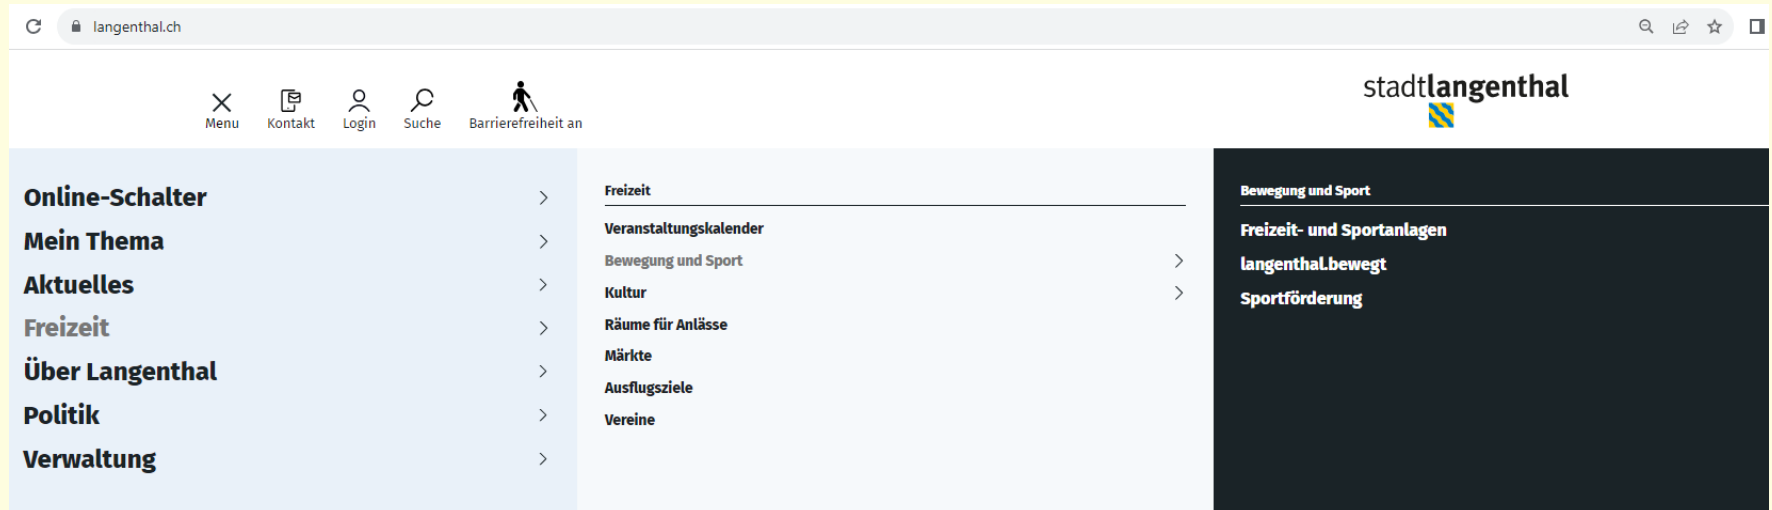 langenthal.ch
Menu
Kontakt
Login
Suche
Barrierefreiheit an
stadtlangenthal
Online-Schalter
Mein Thema
Aktuelles
Freizeit
Über Langenthal
Politik
Verwaltung
Freizeit
Veranstaltungskalender
Bewegung und Sport
Kultur
Räume für Anlässe
Märkte
Ausflugsziele
Vereine
Bewegung und Sport
Freizeit- und Sportanlagen
langenthal.bewegt
Sportförderung